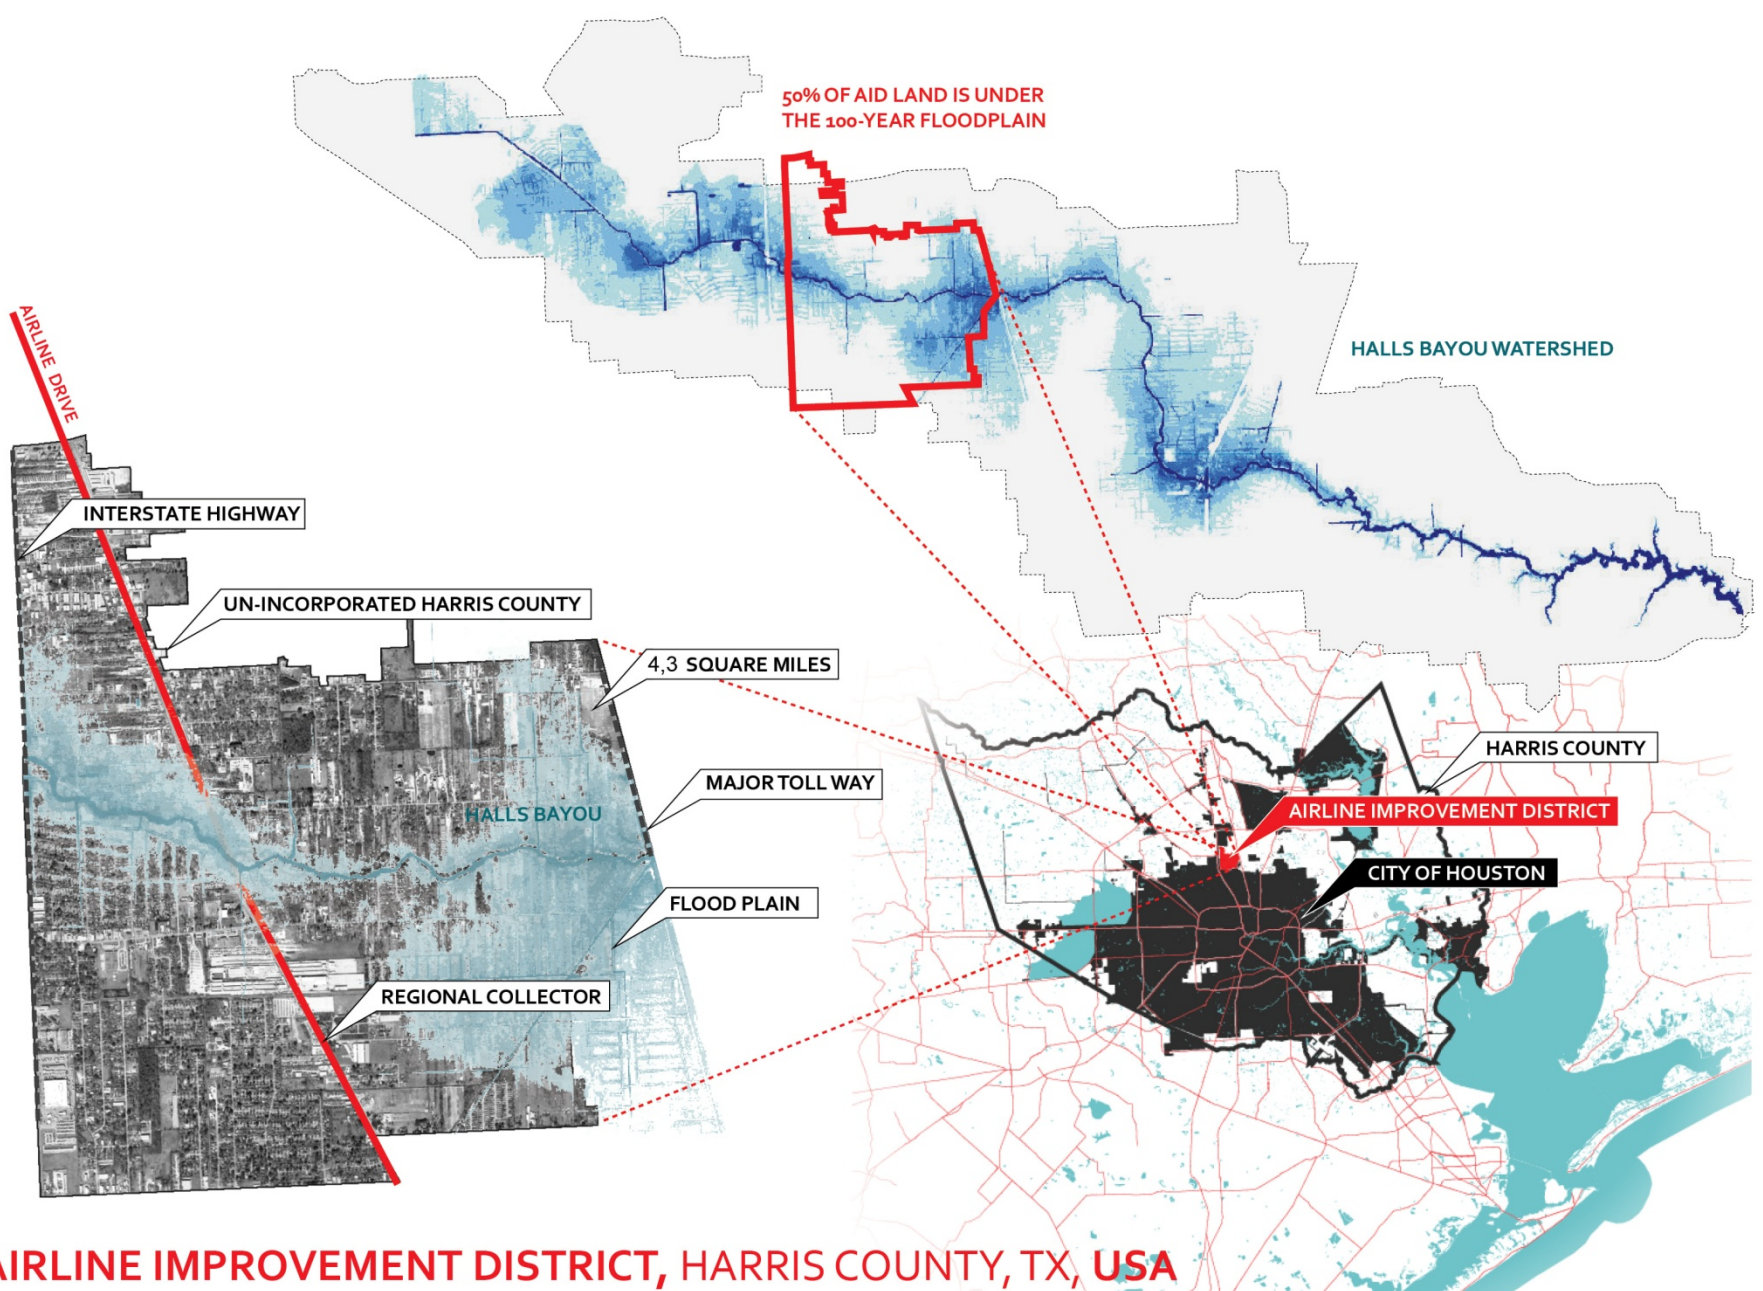 50% OF AID LAND IS UNDER
THE 100-YEAR FLOODPLAIN
HALLS BAYOU WATERSHED
AIRLINE DRIVE
INTERSTATE HIGHWAY
UN-INCORPORATED HARRIS COUNTY
4,3 SQUARE MILES
HARRIS COUNTY
MAJOR TOLL WAY
HALLS BAYOU
AIRLINE IMPROVEMENT DISTRICT
CITY OF HOUSTON
FLOOD PLAIN
REGIONAL COLLECTOR
AIRLINE IMPROVEMENT DISTRICT, HARRIS COUNTY, TX, USA